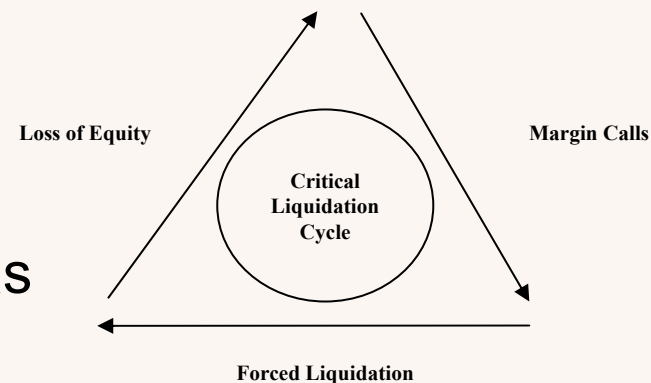 Loss of Equity
Margin Calls
Critical
Liquidation
Cycle
Forced Liquidation